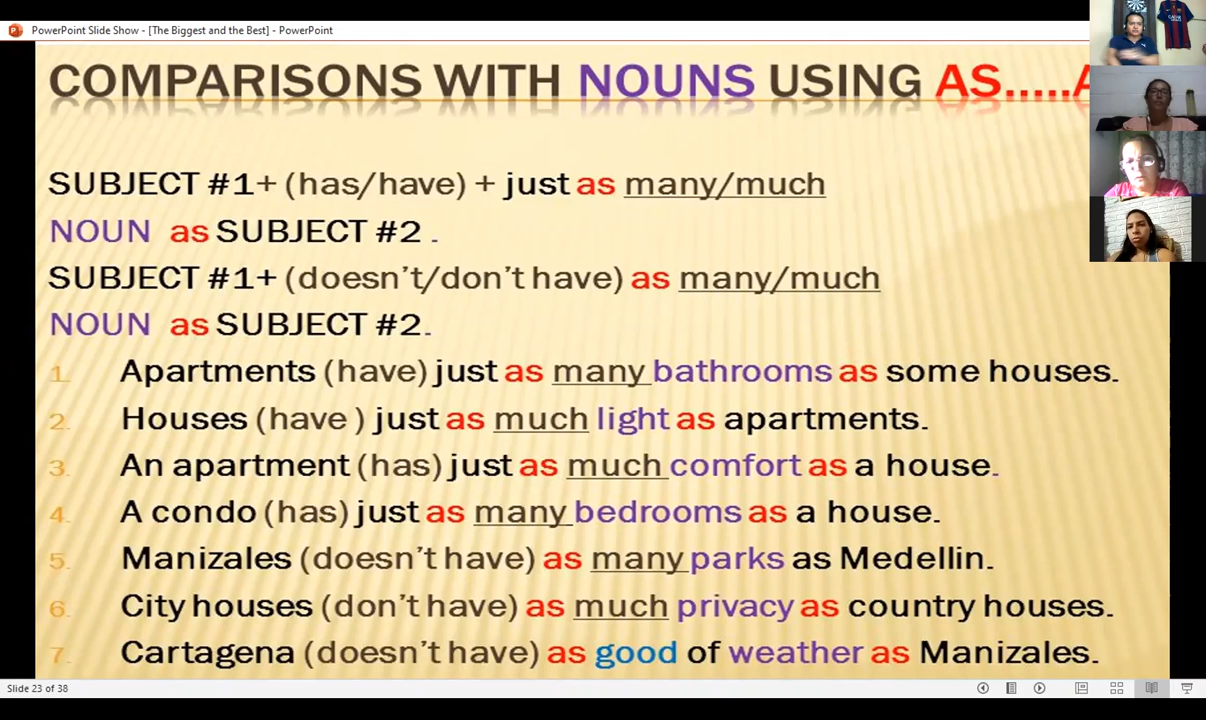 PowerPoint Slide Show - [The Biggest and the Best] - PowerPoint
COMPARISONS WITH NOUNS USING AS.....A
SUBJECT #1+ (has/have) + just as many/much
NOUN as SUBJECT #2 .
SUBJECT #1+ (doesn't/don't have) as many/much
NOUN as SUBJECT #2.
1. Apartments (have) just as many bathrooms as some houses.
2. Houses (have ) just as much light as apartments.
3. An apartment (has) just as much comfort as a house.
4. A condo (has) just as many bedrooms as a house.
5. Manizales (doesn't have) as many parks as Medellin.
6. City houses (don't have) as much privacy as country houses.
7. Cartagena (doesn't have) as good of weather as Manizales.
Slide 23 of 38